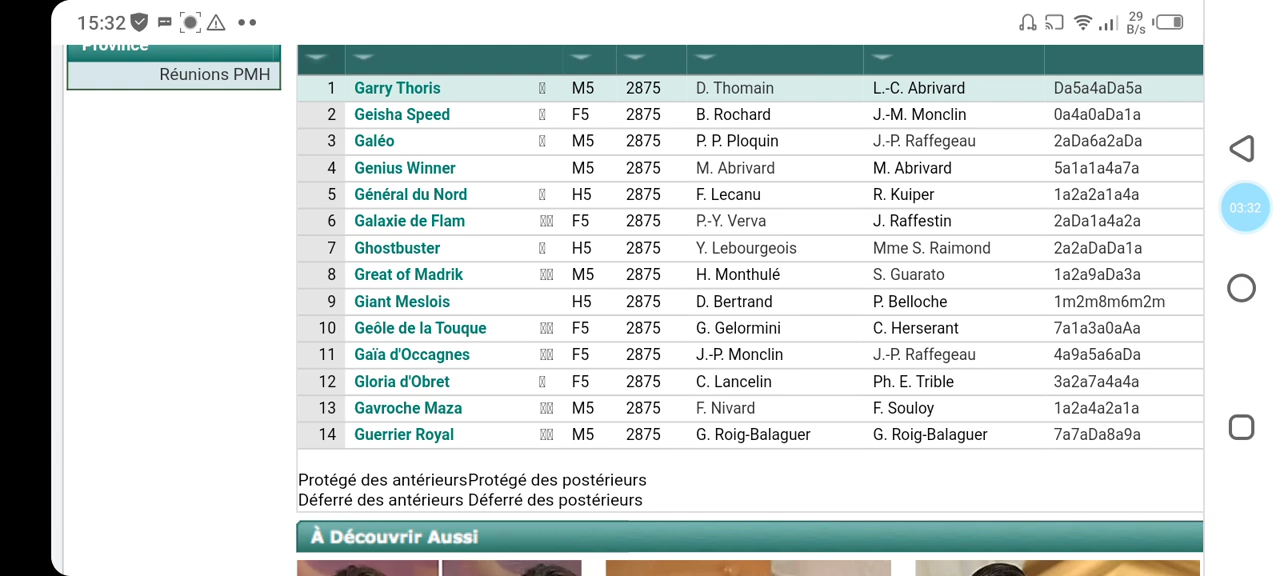 15:32
29 B/s
Province
Réunions PMH
1 Garry Thoris M5 2875 D. Thomain L.-C. Abrivard Da5a4aDa5a
2 Geisha Speed F5 2875 B. Rochard J.-M. Monclin 0a4a0aDa1a
3 Galéo M5 2875 P. P. Ploquin J.-P. Raffegeau 2aDa6a2aDa
4 Genius Winner M5 2875 M. Abrivard M. Abrivard 5a1a1a4a7a
5 Général du Nord H5 2875 F. Lecanu R. Kuiper 1a2a2a1a4a
6 Galaxie de Flam F5 2875 P.-Y. Verva J. Raffestin 2aDa1a4a2a
7 Ghostbuster H5 2875 Y. Lebourgeois Mme S. Raimond 2a2aDaDa1a
8 Great of Madrik M5 2875 H. Monthulé S. Guarato 1a2a9aDa3a
9 Giant Meslois H5 2875 D. Bertrand P. Belloche 1m2m8m6m2m
10 Geôle de la Touque F5 2875 G. Gelormini C. Herserant 7a1a3a0aAa
11 Gaïa d'Occagnes F5 2875 J.-P. Monclin J.-P. Raffegeau 4a9a5a6aDa
12 Gloria d'Obret F5 2875 C. Lancelin Ph. E. Trible 3a2a7a4a4a
13 Gavroche Maza M5 2875 F. Nivard F. Souloy 1a2a4a2a1a
14 Guerrier Royal M5 2875 G. Roig-Balaguer G. Roig-Balaguer 7a7aDa8a9a
03:32
Protégé des antérieursProtégé des postérieurs
Déferré des antérieurs Déferré des postérieurs
À Découvrir Aussi